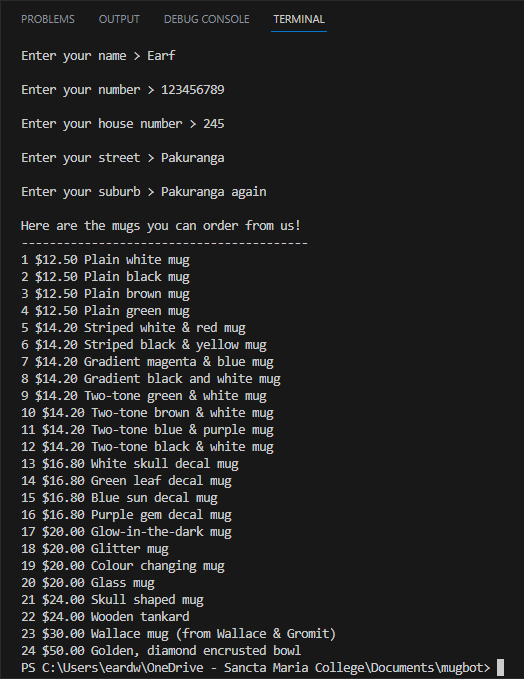 PROBLEMS OUTPUT DEBUG CONSOLE TERMINAL
Enter your name > Earf
Enter your number > 123456789
Enter your house number > 245
Enter your street > Pakuranga
Enter your suburb > Pakuranga again
Here are the mugs you can order from us!
-----------------------------------------
1 $12.50 Plain white mug
2 $12.50 Plain black mug
3 $12.50 Plain brown mug
4 $12.50 Plain green mug
5 $14.20 Striped white & red mug
6 $14.20 Striped black & yellow mug
7 $14.20 Gradient magenta & blue mug
8 $14.20 Gradient black and white mug
9 $14.20 Two-tone green & white mug
10 $14.20 Two-tone brown & white mug
11 $14.20 Two-tone blue & purple mug
12 $14.20 Two-tone black & white mug
13 $16.80 White skull decal mug
14 $16.80 Green leaf decal mug
15 $16.80 Blue sun decal mug
16 $16.80 Purple gem decal mug
17 $20.00 Glow-in-the-dark mug
18 $20.00 Glitter mug
19 $20.00 Colour changing mug
20 $20.00 Glass mug
21 $24.00 Skull shaped mug
22 $24.00 Wooden tankard
23 $30.00 Wallace mug (from Wallace & Gromit)
24 $50.00 Golden, diamond encrusted bowl
PS C:\Users\eardw\OneDrive - Sancta Maria College\Documents\mugbot>